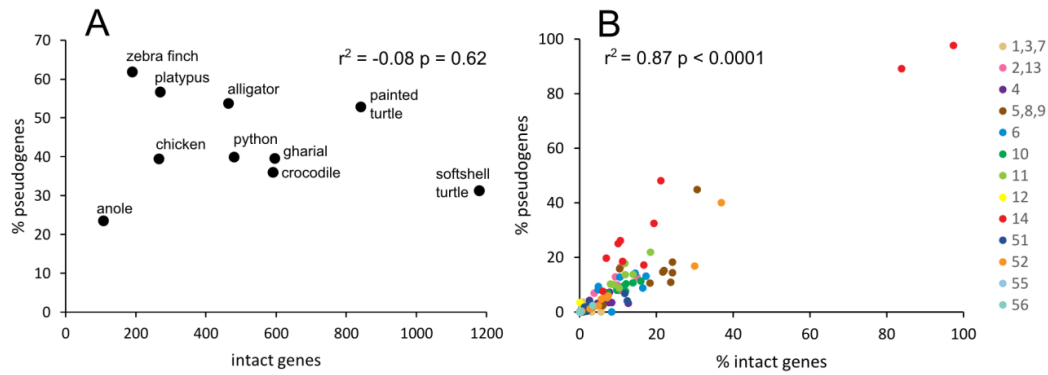 A
r² = -0.08 p = 0.62
% pseudogenes
70
60
50
40
30
20
10
0
zebra finch
platypus
alligator
painted
turtle
chicken
python
gharial
crocodile
softshell
turtle
anole
0
200
400
600
800
1000
1200
intact genes
B
r² = 0.87 p < 0.0001
% pseudogenes
100
80
60
40
20
0
0
20
40
60
80
100
% intact genes
1,3,7
2,13
4
5,8,9
6
10
11
12
14
51
52
55
56